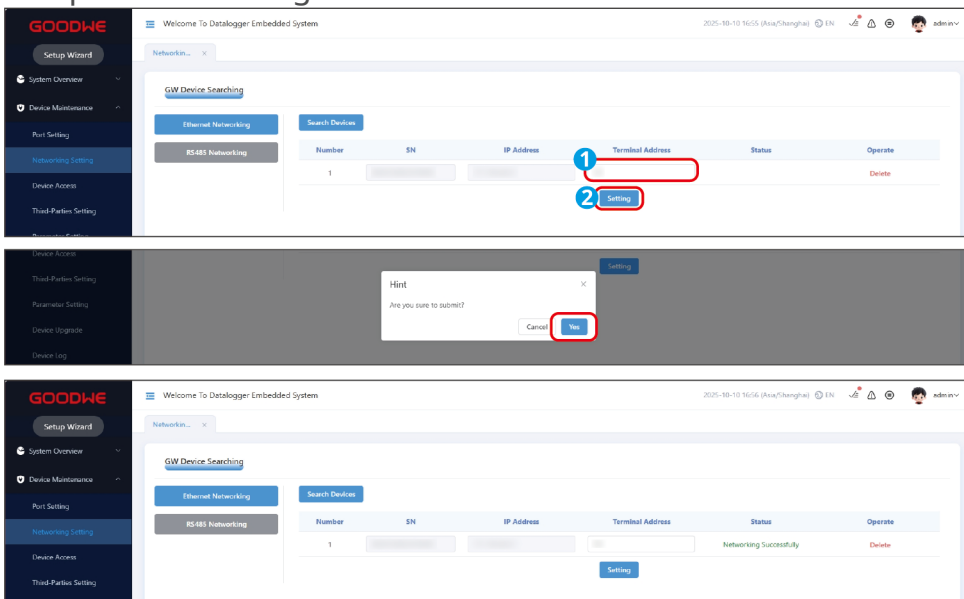 GOODWE
Welcome To Datalogger Embedded System
2025-10-10 16:55 (Asia/Shanghai) EN
admin
Setup Wizard
Networkin... ×
System Overview
GW Device Searching
Device Maintenance
Port Setting
Ethernet Networking
Search Devices
Networking Setting
RS485 Networking
Number SN IP Address Terminal Address Status Operate
1
1 Delete
Device Access
2 Setting
Third-Parties Setting
Parameter Setting
Device Access
Setting
Third-Parties Setting
Hint ×
Parameter Setting
Are you sure to submit?
Device Upgrade
Cancel Yes
Device Log
GOODWE
Welcome To Datalogger Embedded System
2025-10-10 16:56 (Asia/Shanghai) EN
admin
Setup Wizard
Networkin... ×
System Overview
GW Device Searching
Device Maintenance
Port Setting
Ethernet Networking
Search Devices
Networking Setting
RS485 Networking
Number SN IP Address Terminal Address Status Operate
1 Networking Successfully Delete
Device Access
Setting
Third-Parties Setting